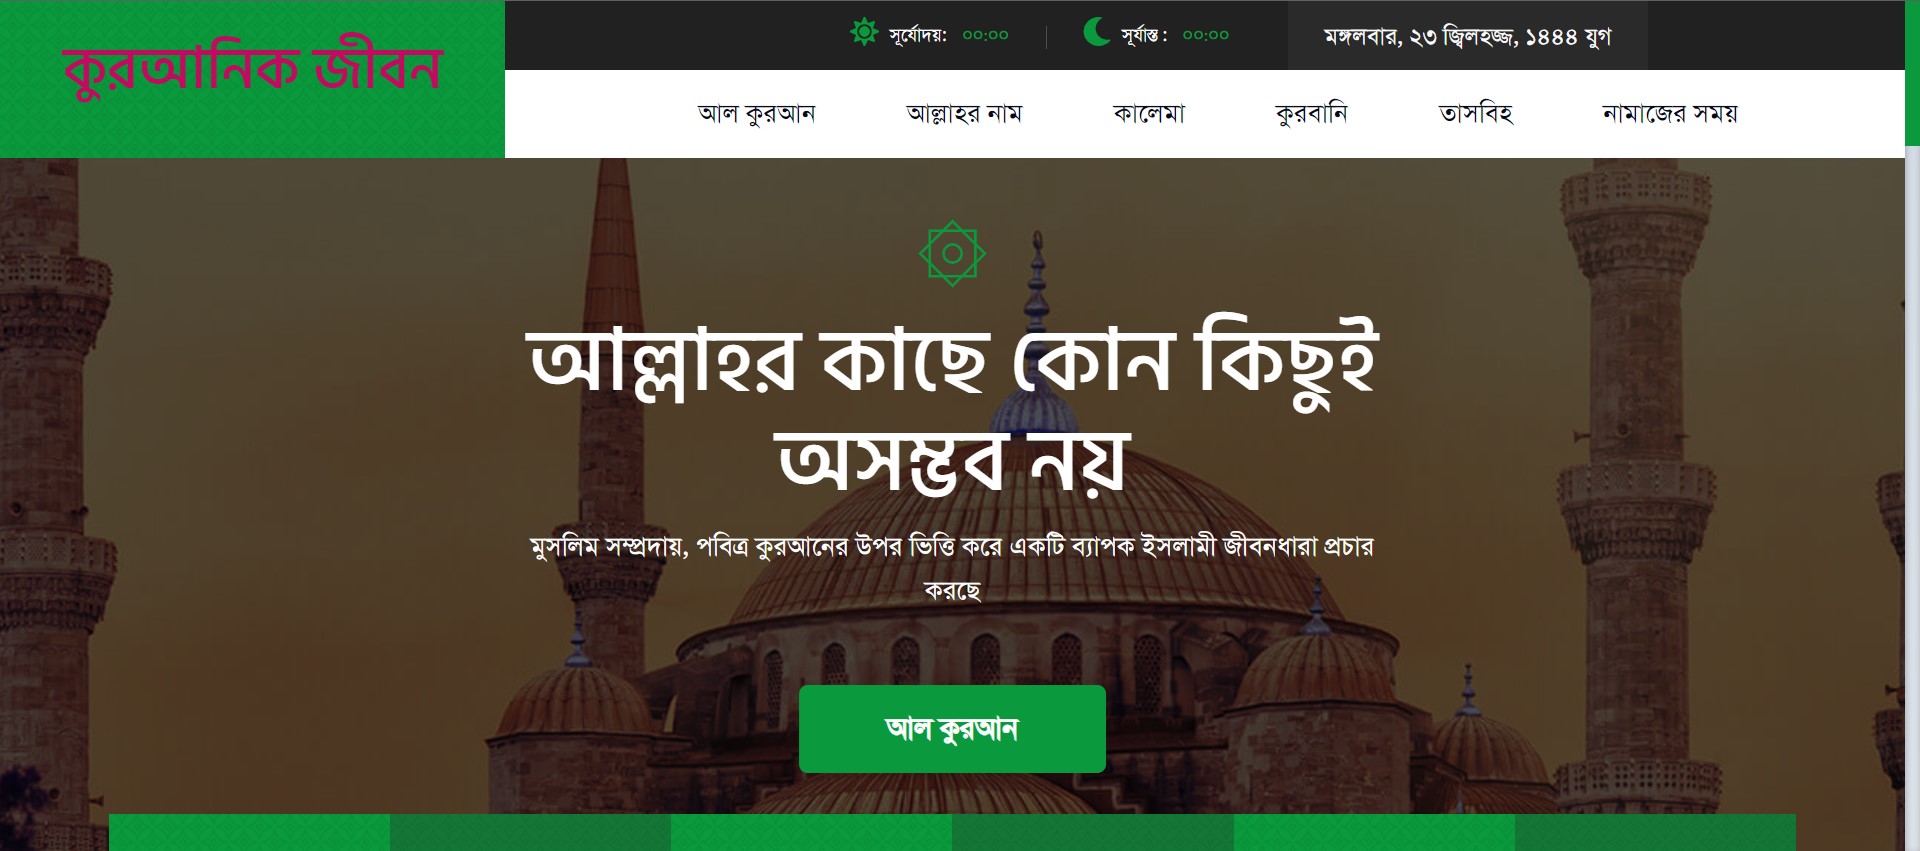 কুরআনিক জীবন
সূর্যোদয়: ০০:০০
সূর্যাস্ত : ০০:০০
মঙ্গলবার, ২৩ জ্বিলহজ্জ, ১৪৪৪ যুগ
আল কুরআন
আল্লাহর নাম
কালেমা
কুরবানি
তাসবিহ
নামাজের সময়
আল্লাহর কাছে কোন কিছুই
অসম্ভব নয়
মুসলিম সম্প্রদায়, পবিত্র কুরআনের উপর ভিত্তি করে একটি ব্যাপক ইসলামী জীবনধারা প্রচার
করছে
আল কুরআন